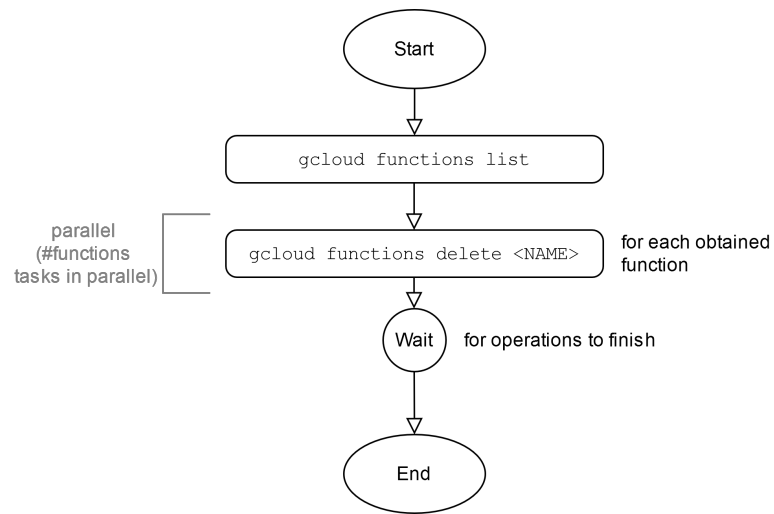 Start
gcloud functions list
parallel
(#functions
tasks in parallel)
gcloud functions delete <NAME>
for each obtained
function
Wait
for operations to finish
End